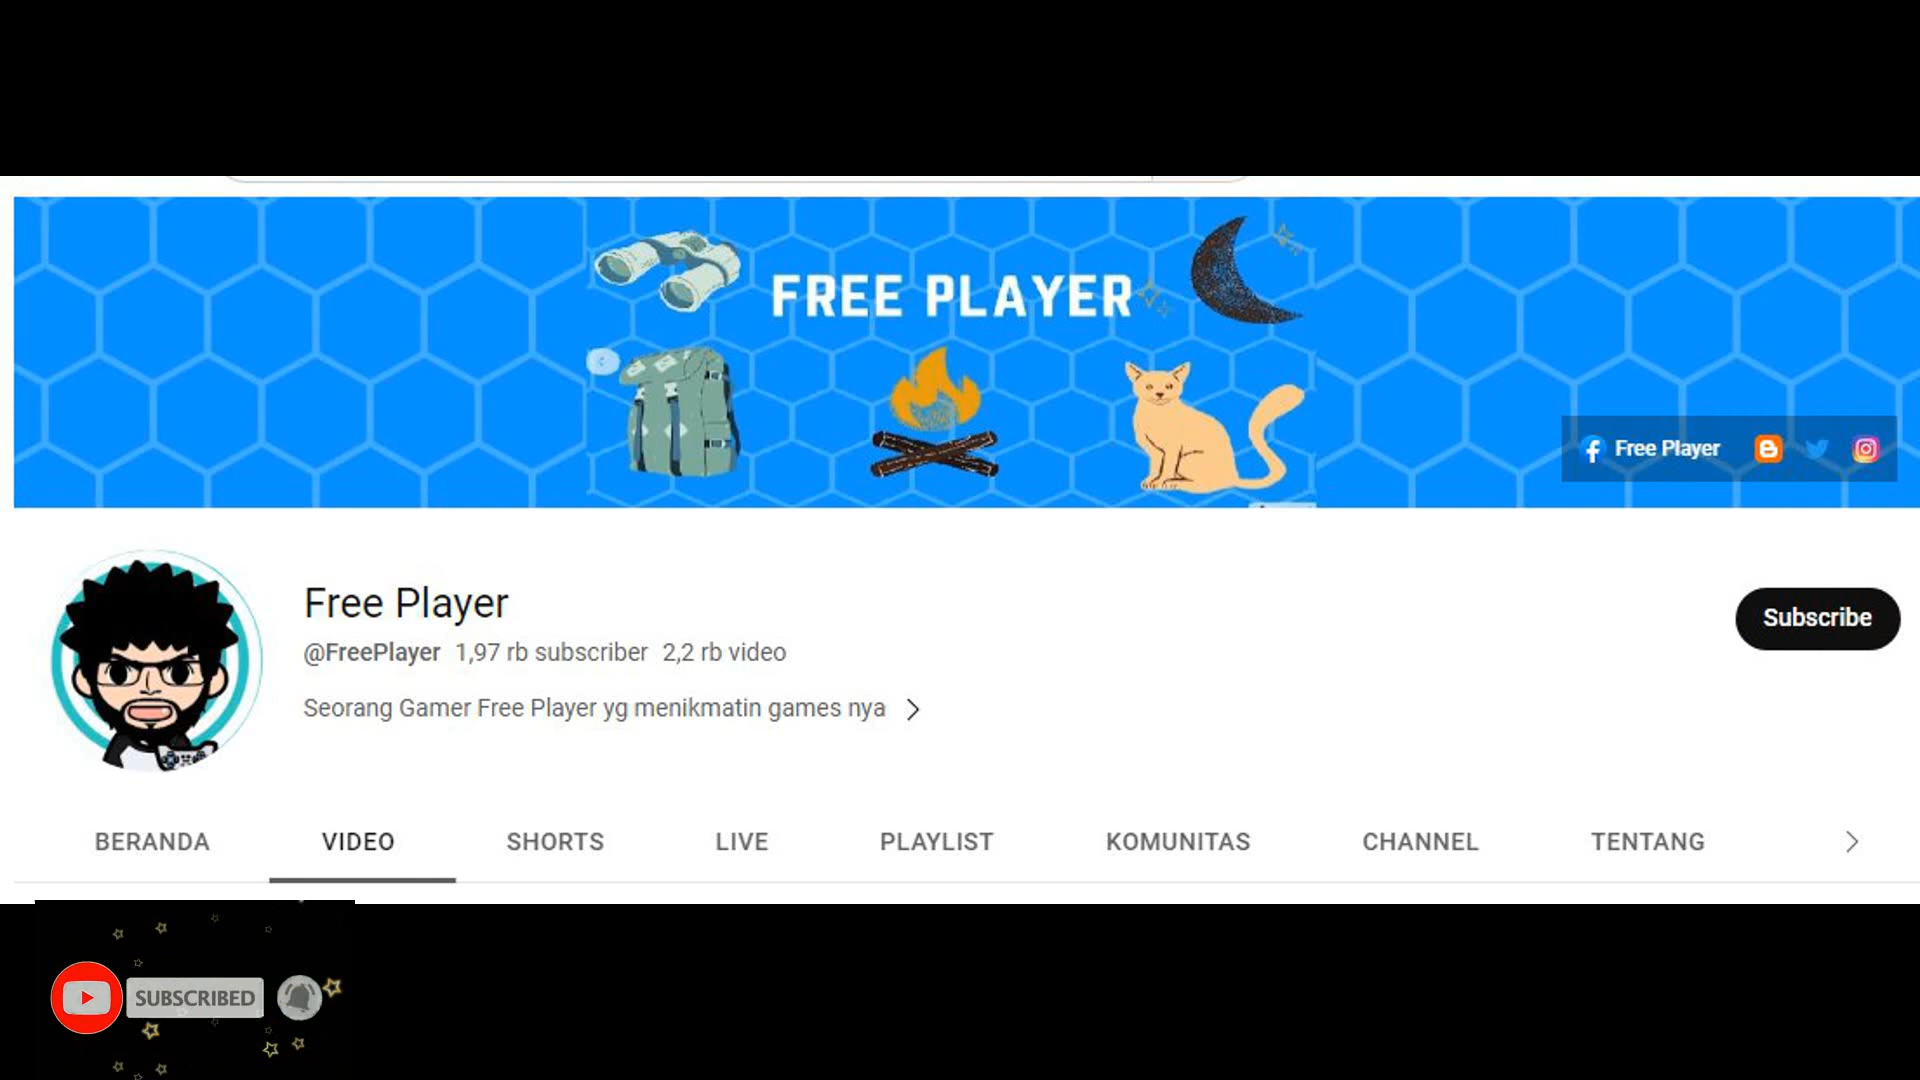 FREE PLAYER
Free Player
Free Player
@FreePlayer 1,97 rb subscriber 2,2 rb video
Subscribe
Seorang Gamer Free Player yg menikmatin games nya
BERANDA VIDEO SHORTS LIVE PLAYLIST KOMUNITAS CHANNEL TENTANG
SUBSCRIBED